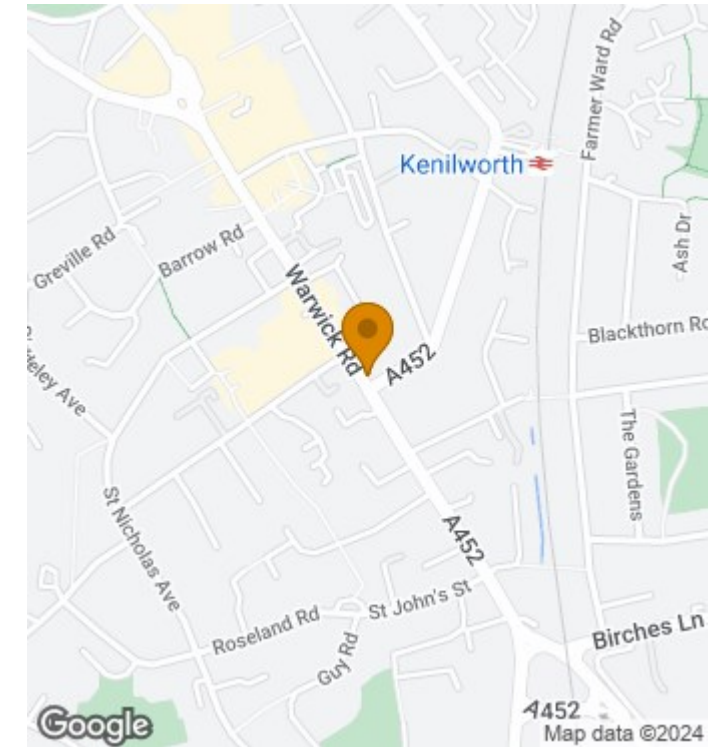 Farmer Ward Rd
Kenilworth
Ash Dr
Greville Rd
Barrow Rd
Warwick Rd
A452
Blackthorn Rd
The Gardens
St Nicholas Ave
A452
Roseland Rd
St John's St
Guy Rd
Birches Ln
A452
Google
Map data ©2024